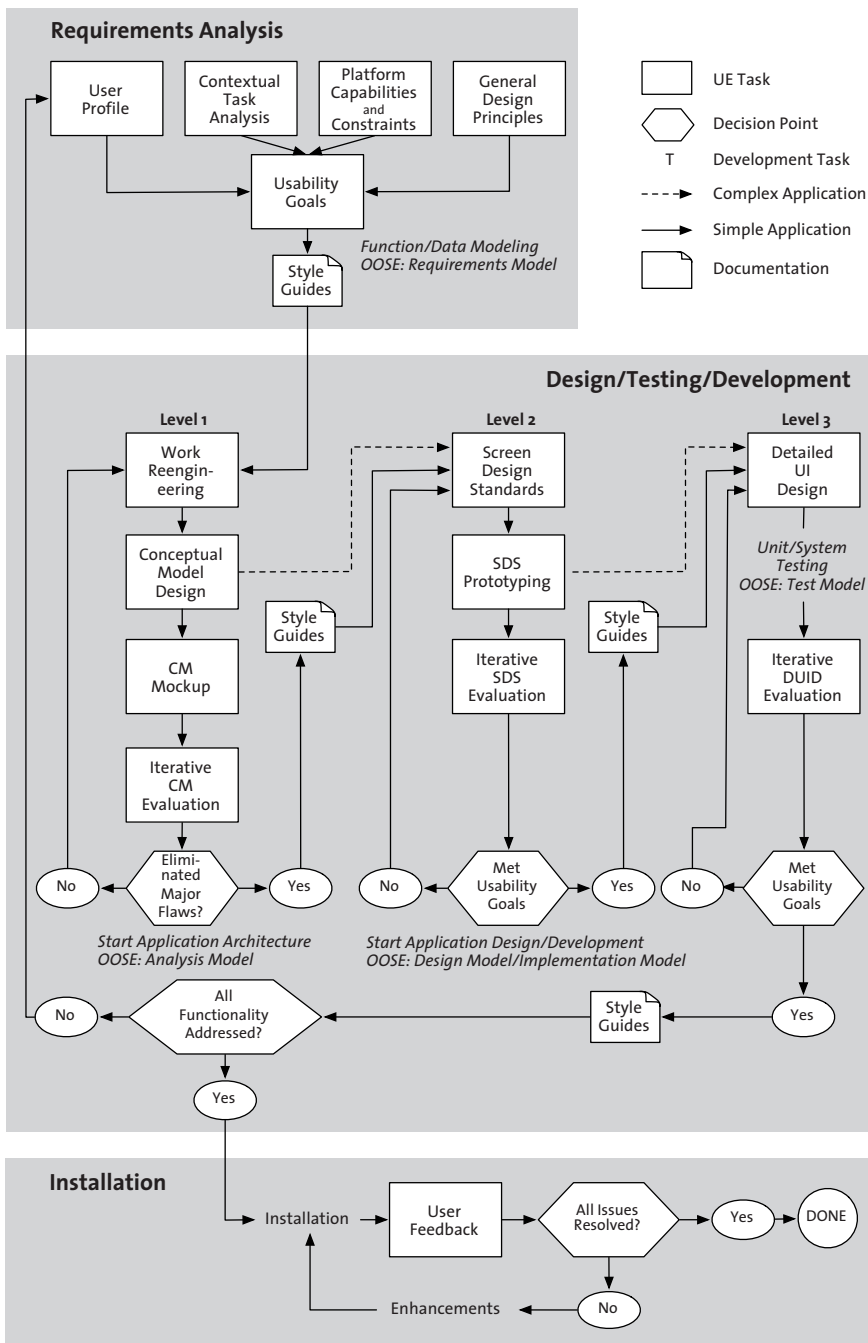 Requirements Analysis
User
Profile
Contextual
Task
Analysis
Platform
Capabilities
and
Constraints
General
Design
Principles
Usability
Goals
Style
Guides
Function/Data Modeling
OOSE: Requirements Model
UE Task
Decision Point
T
Development Task
Complex Application
Simple Application
Documentation
Design/Testing/Development
Level 1
Work
Reengin-
eering
Conceptual
Model
Design
CM
Mockup
Iterative
CM
Evaluation
Elimi-
nated
Major
Flaws?
No
Yes
Style
Guides
Start Application Architecture
OOSE: Analysis Model
Level 2
Screen
Design
Standards
SDS
Prototyping
Iterative
SDS
Evaluation
Met
Usability
Goals
No
Yes
Style
Guides
Start Application Design/Development
OOSE: Design Model/Implementation Model
Level 3
Detailed
UI
Design
Unit/System
Testing
OOSE: Test Model
Iterative
DUID
Evaluation
Met
Usability
Goals
No
Yes
Style
Guides
All
Functionality
Addressed?
No
Yes
Installation
Installation
User
Feedback
All Issues
Resolved?
Yes
DONE
No
Enhancements